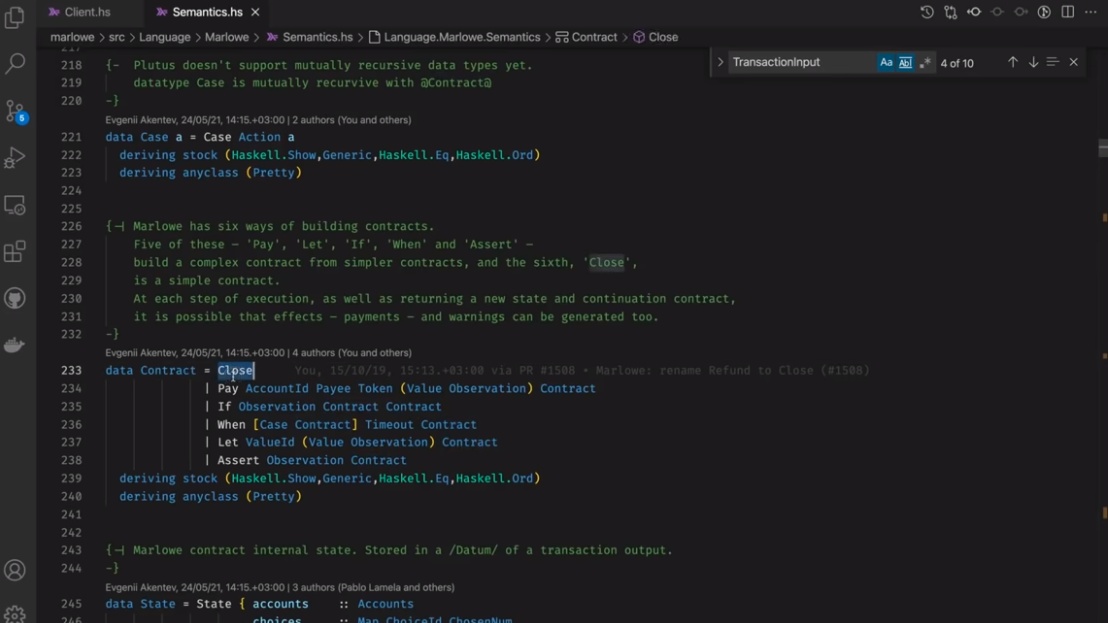 Client.hs
Semantics.hs
marlowe > src > Language > Marlowe > Semantics.hs > Language.Marlowe.Semantics > Contract > Close
TransactionInput
Aa
Abl
4 of 10
5
218 {- Plutus doesn't support mutually recursive data types yet.
219 datatype Case is mutually recurvive with @Contract@
220 -}
Evgenii Akentev, 24/05/21, 14:15.+03:00 | 2 authors (You and others)
221 data Case a = Case Action a
222 deriving stock (Haskell.Show,Generic,Haskell.Eq,Haskell.Ord)
223 deriving anyclass (Pretty)
224
225
226 {-| Marlowe has six ways of building contracts.
227 Five of these – 'Pay', 'Let', 'If', 'When' and 'Assert' –
228 build a complex contract from simpler contracts, and the sixth, 'Close',
229 is a simple contract.
230 At each step of execution, as well as returning a new state and continuation contract,
231 it is possible that effects – payments – and warnings can be generated too.
232 -}
Evgenii Akentev, 24/05/21, 14:15.+03:00 | 4 authors (You and others)
233 data Contract = Close You, 15/10/19, 15:13.+03:00 via PR #1508 • Marlowe: rename Refund to Close (#1508)
234 | Pay AccountId Payee Token (Value Observation) Contract
235 | If Observation Contract Contract
236 | When [Case Contract] Timeout Contract
237 | Let ValueId (Value Observation) Contract
238 | Assert Observation Contract
239 deriving stock (Haskell.Show,Generic,Haskell.Eq,Haskell.Ord)
240 deriving anyclass (Pretty)
241
242
243 {-| Marlowe contract internal state. Stored in a /Datum/ of a transaction output.
244 -}
Evgenii Akentev, 24/05/21, 14:15.+03:00 | 3 authors (Pablo Lamela and others)
245 data State = State { accounts :: Accounts
246 choices :: Map ChoiceId ChosenNum